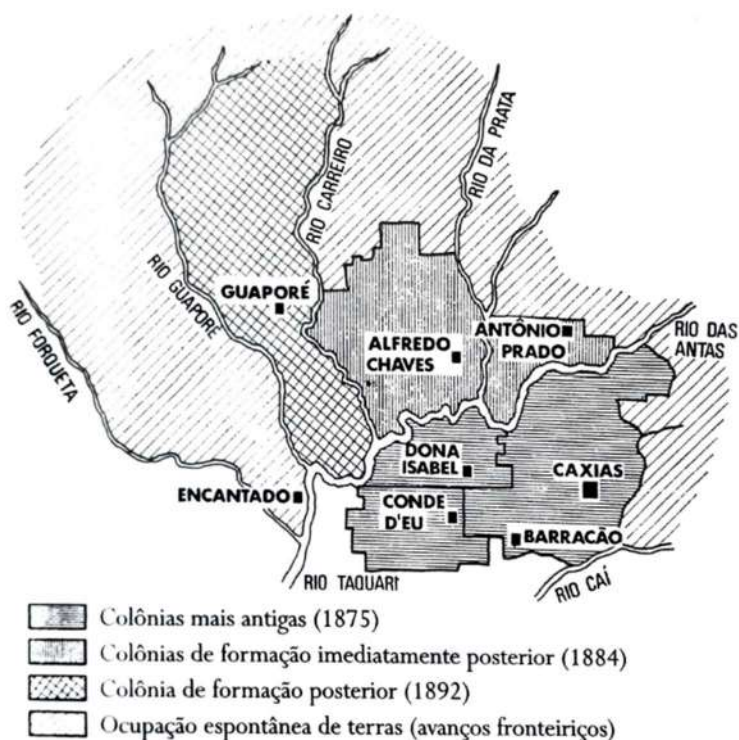 RIO DA PRATA
RIO CARREIRO
RIO GUAPORÉ
RIO FORQUETA
GUAPORÉ
ALFREDO
CHAVES
ANTÔNIO
PRADO
RIO DAS
ANTAS
DONA
ISABEL
CAXIAS
ENCANTADO
CONDE
D'EU
BARRACÃO
RIO TAQUARI
RIO CAÍ
Colônias mais antigas (1875)
Colônias de formação imediatamente posterior (1884)
Colônia de formação posterior (1892)
Ocupação espontânea de terras (avanços fronteiriços)